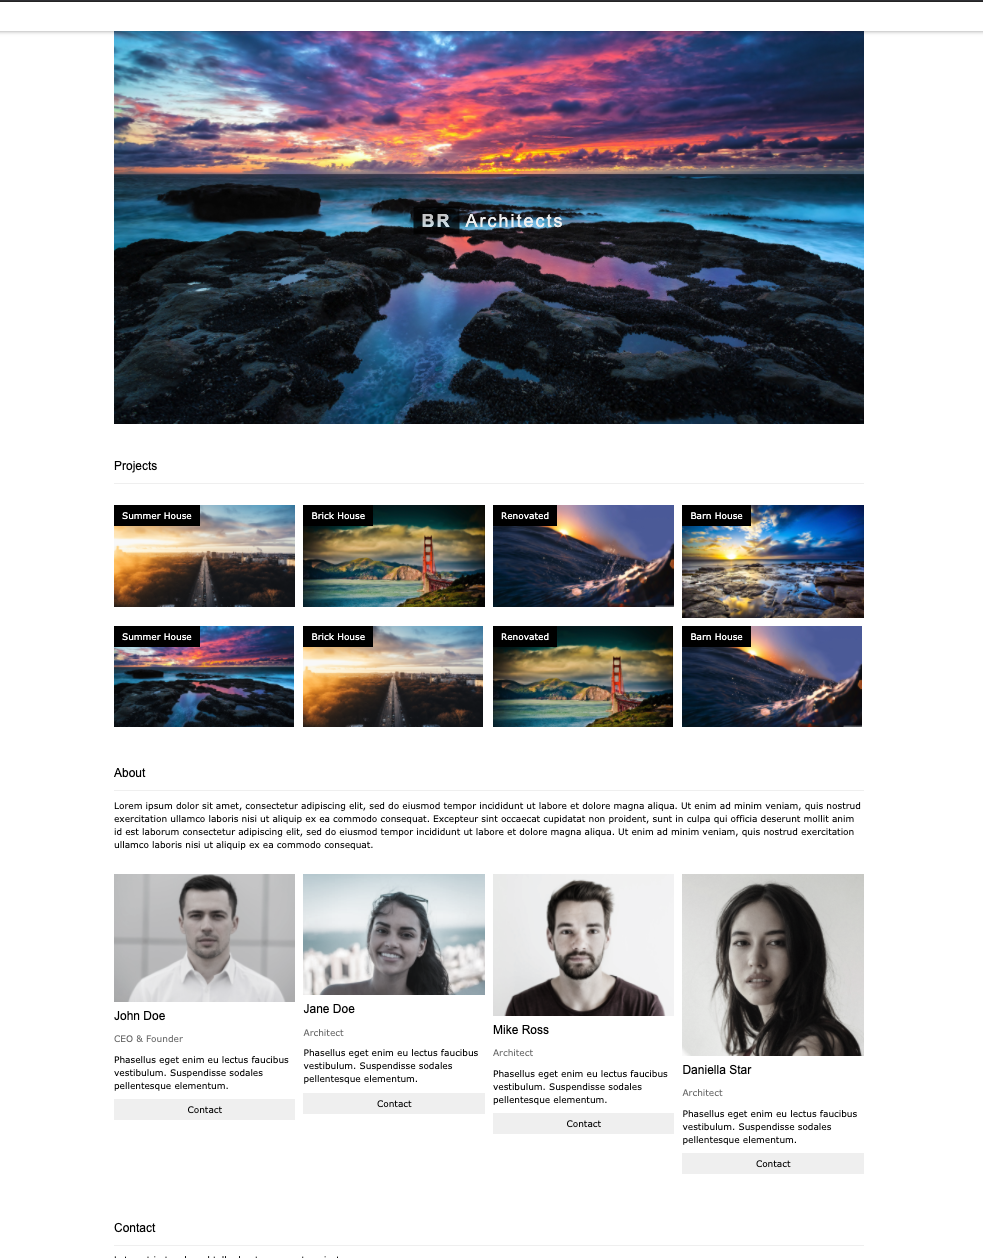 BR Architects
Projects
Summer House
Brick House
Renovated
Barn House
Summer House
Brick House
Renovated
Barn House
About
Lorem ipsum dolor sit amet, consectetur adipiscing elit, sed do eiusmod tempor incididunt ut labore et dolore magna aliqua. Ut enim ad minim veniam, quis nostrud
exercitation ullamco laboris nisi ut aliquip ex ea commodo consequat. Excepteur sint occaecat cupidatat non proident, sunt in culpa qui officia deserunt mollit anim
id est laborum consectetur adipiscing elit, sed do eiusmod tempor incididunt ut labore et dolore magna aliqua. Ut enim ad minim veniam, quis nostrud exercitation
ullamco laboris nisi ut aliquip ex ea commodo consequat.
John Doe
CEO & Founder
Phasellus eget enim eu lectus faucibus
vestibulum. Suspendisse sodales
pellentesque elementum.
Contact
Jane Doe
Architect
Phasellus eget enim eu lectus faucibus
vestibulum. Suspendisse sodales
pellentesque elementum.
Contact
Mike Ross
Architect
Phasellus eget enim eu lectus faucibus
vestibulum. Suspendisse sodales
pellentesque elementum.
Contact
Daniella Star
Architect
Phasellus eget enim eu lectus faucibus
vestibulum. Suspendisse sodales
pellentesque elementum.
Contact
Contact